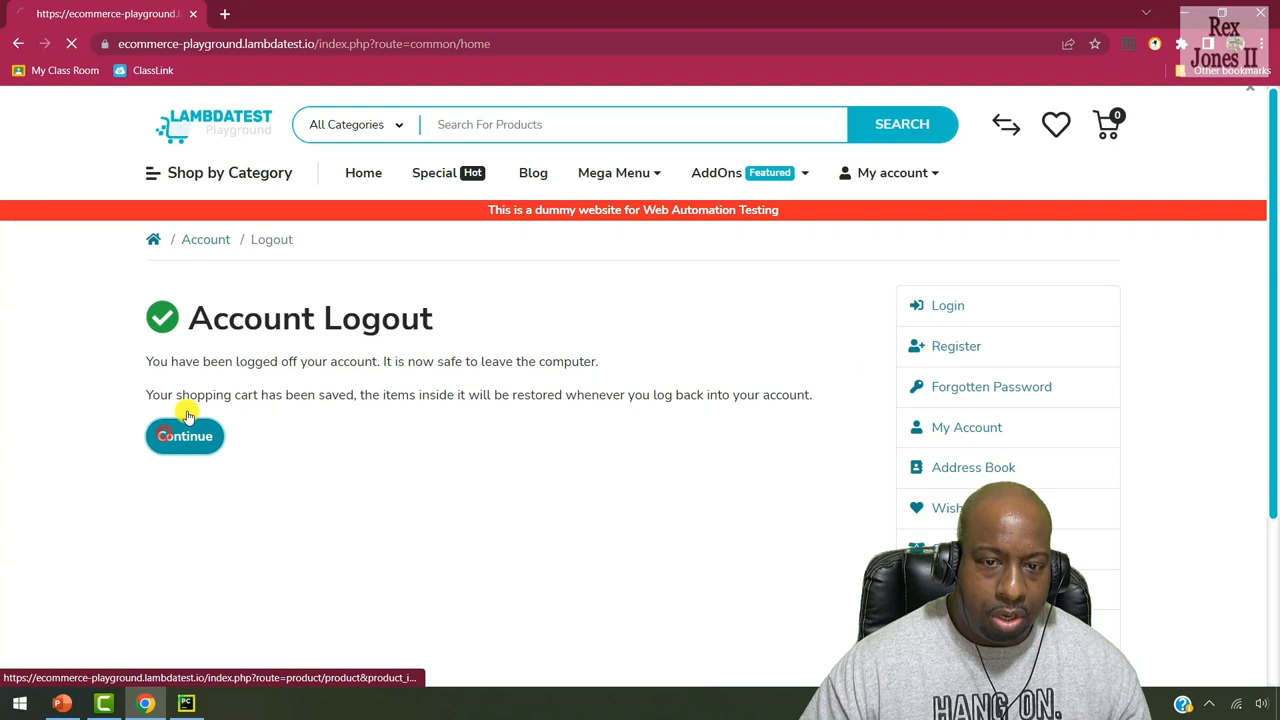 https://ecommerce-playground.lambdatest.io
ecommerce-playground.lambdatest.io/index.php?route=common/home
Rex
Jones II
My Class Room
ClassLink
Other bookmarks
LAMBDATEST
Playground
All Categories
Search For Products
SEARCH
0
Shop by Category
Home
Special Hot
Blog
Mega Menu
AddOns Featured
My account
This is a dummy website for Web Automation Testing
/ Account / Logout
Account Logout
You have been logged off your account. It is now safe to leave the computer.
Your shopping cart has been saved, the items inside it will be restored whenever you log back into your account.
Continue
Login
Register
Forgotten Password
My Account
Address Book
Wish
https://ecommerce-playground.lambdatest.io/index.php?route=product/product&product_i...
HANG ON.